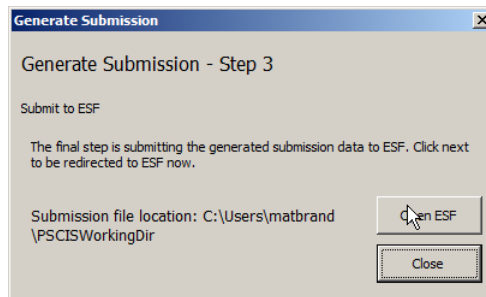 Generate Submission
Generate Submission - Step 3
Submit to ESF
The final step is submitting the generated submission data to ESF. Click next
to be redirected to ESF now.
Submission file location: C:\Users\matbrand
\PSCISWorkingDir
Open ESF
Close